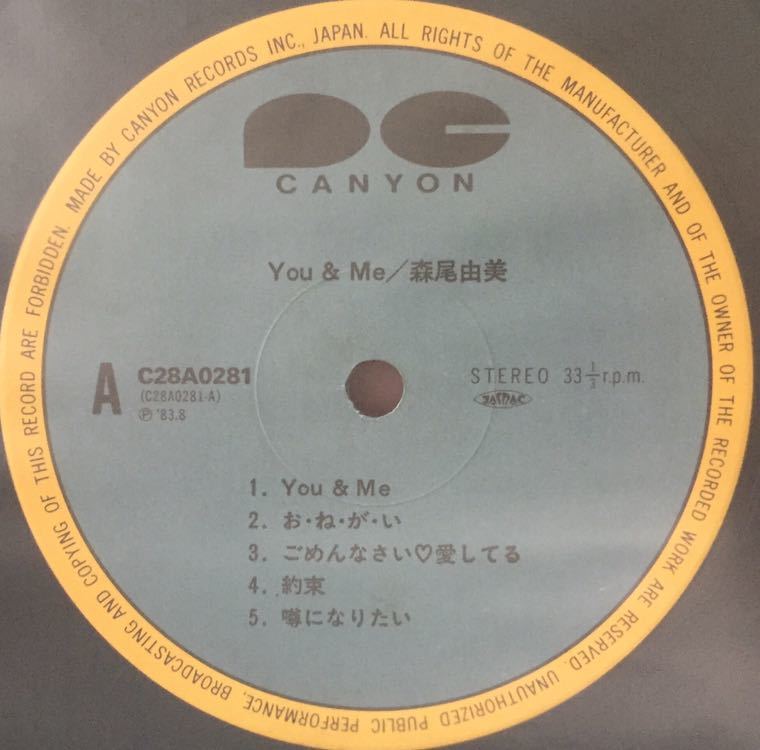 MADE BY CANYON RECORDS INC., JAPAN. ALL RIGHTS OF THE MANUFACTURER AND OF THE OWNER OF THE RECORDED WORK ARE RESERVED. UNAUTHORIZED PUBLIC PERFORMANCE, BROADCASTING AND COPYING OF THIS RECORD ARE FORBIDDEN.
CANYON
You & Me/森尾由美
A
C28A0281
(C28A0281-A)
Ⓟ '83.8
STEREO 33 1/3 r.p.m.
1. You & Me
2. お・ね・が・い
3. ごめんなさい♡愛してる
4. 約束
5. 噂になりたい